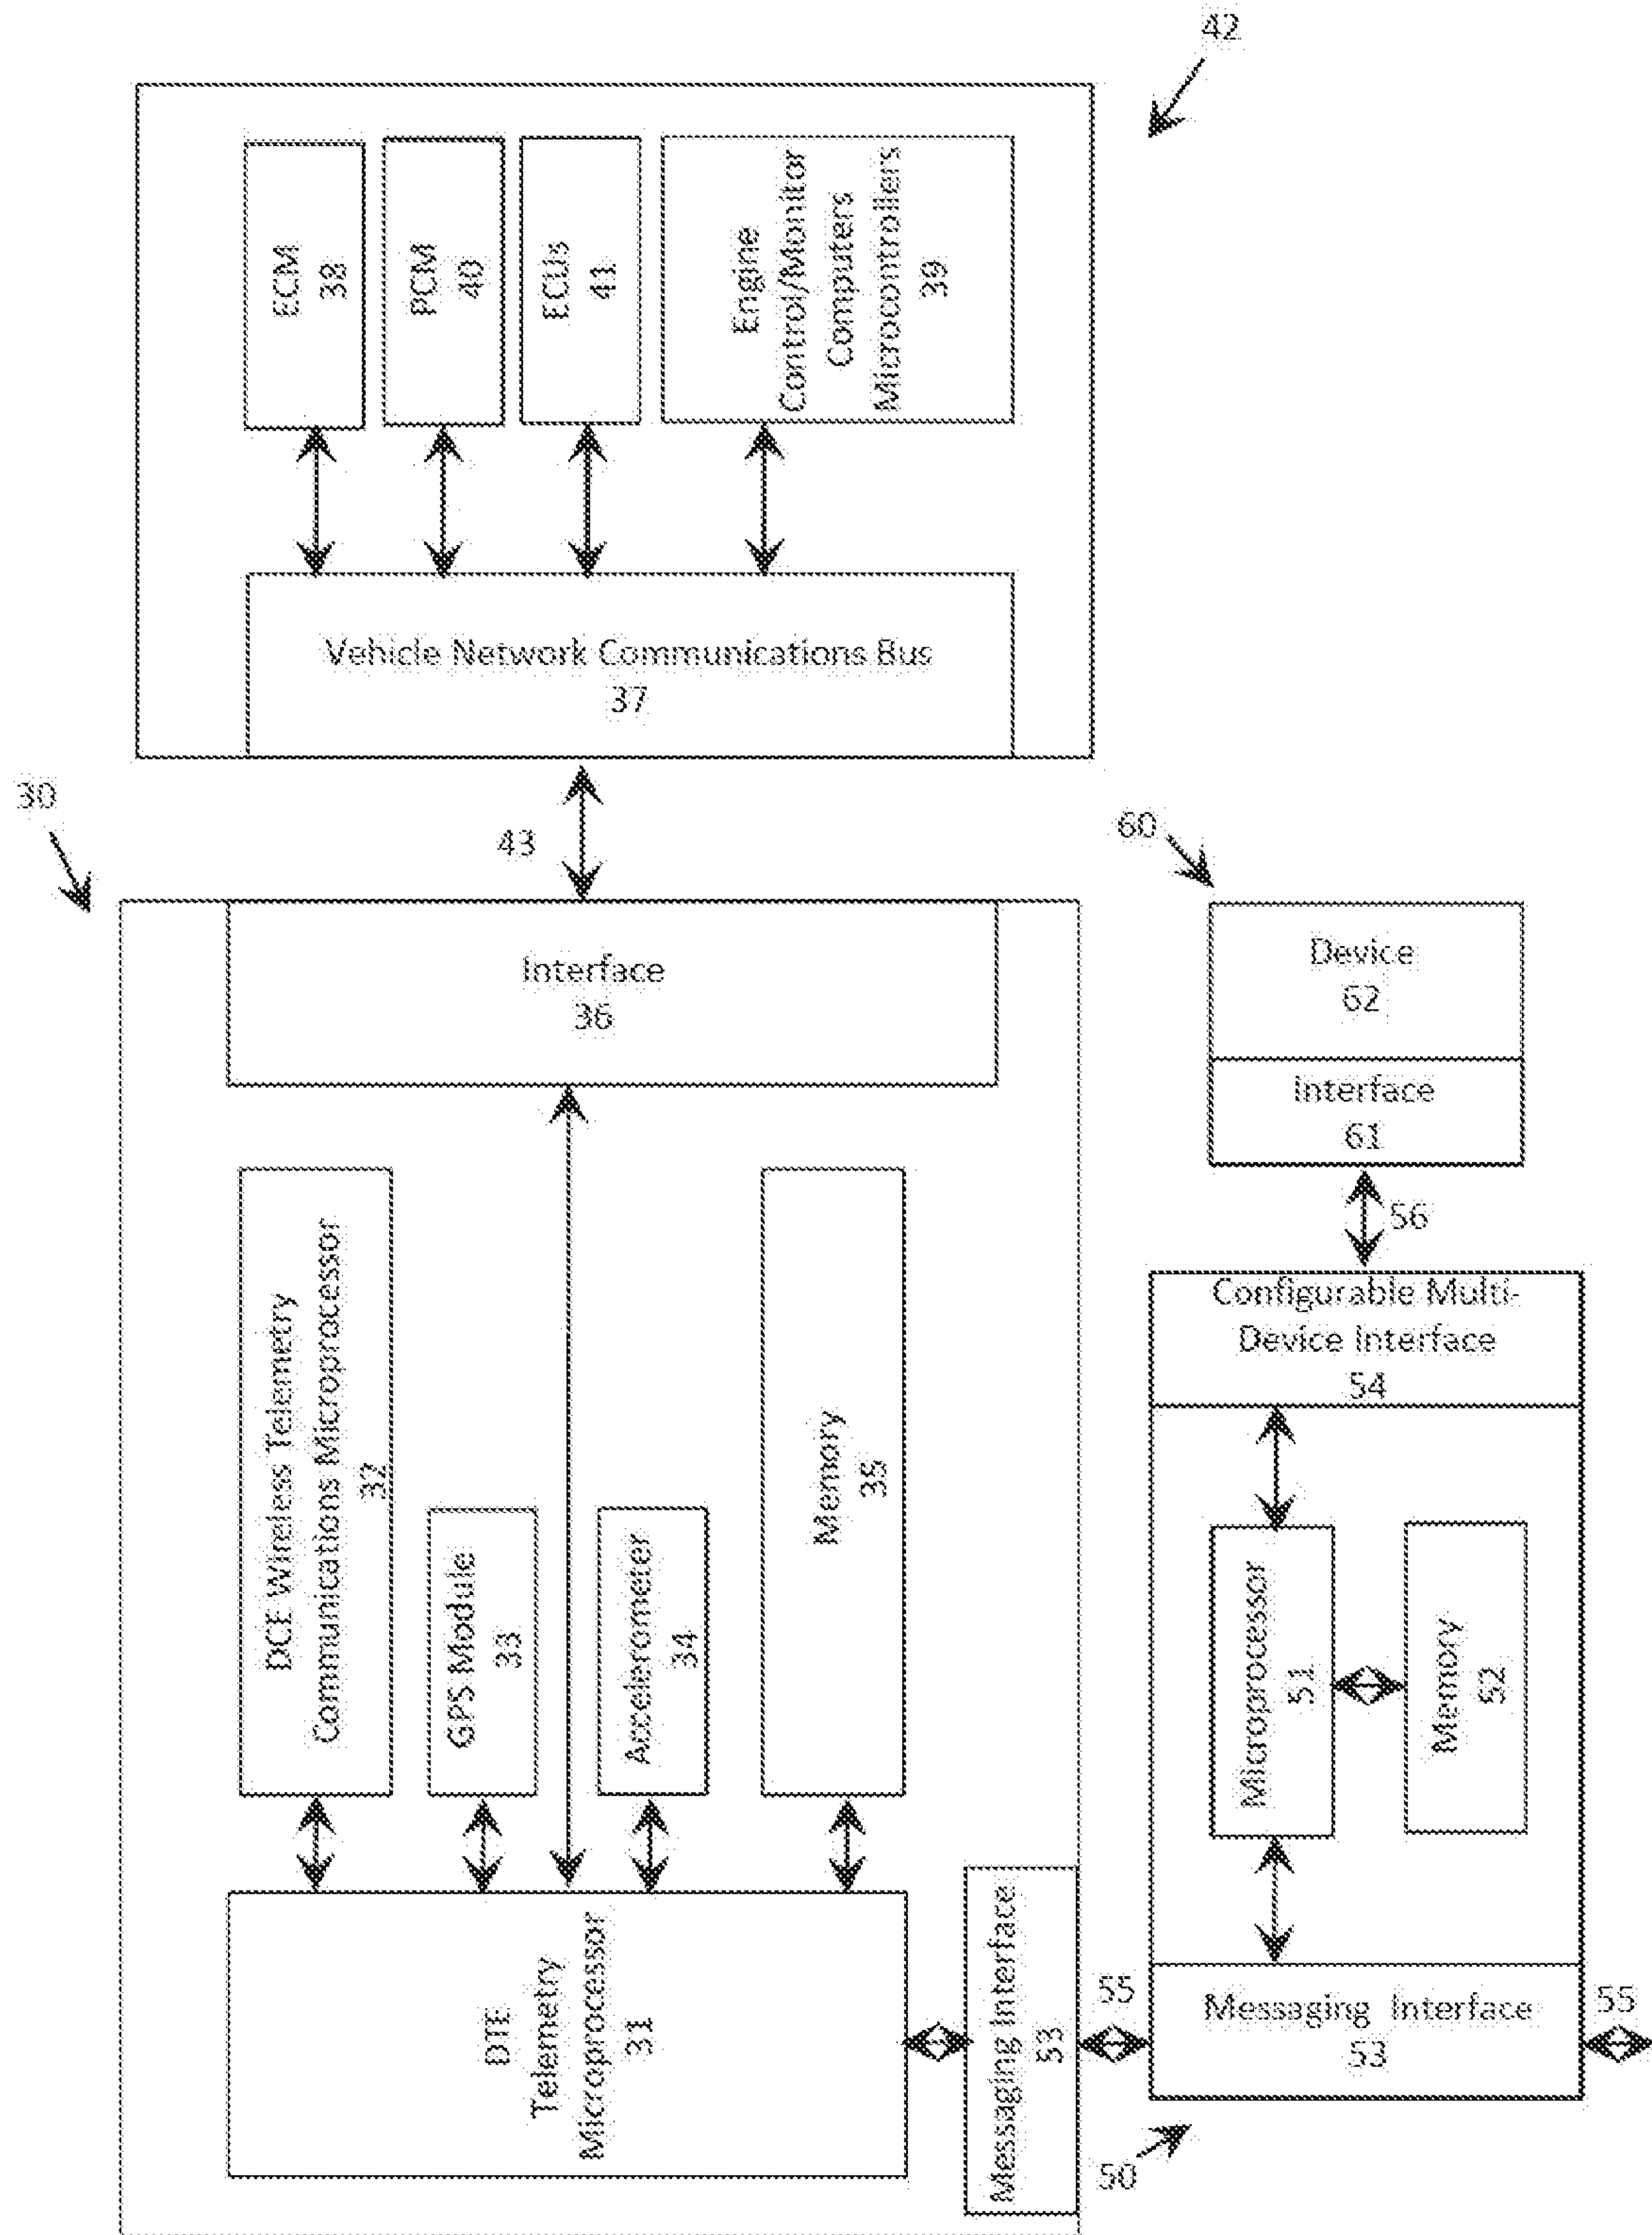 42
ECM
38
PCM
40
ECUs
41
Engine
Control/Monitor
Computers
Microcontrollers
39
Vehicle Network Communications Bus
37
30
43
60
Interface
36
Device
62
Interface
61
56
DCE Wireless Telemetry
Communications Microprocessor
32
GPS Module
33
Accelerometer
34
Memory
35
Configurable Multi-
Device Interface
54
Microprocessor
51
Memory
52
DTE
Telemetry
Microprocessor
31
Messaging Interface
53
55
Messaging Interface
53
55
50